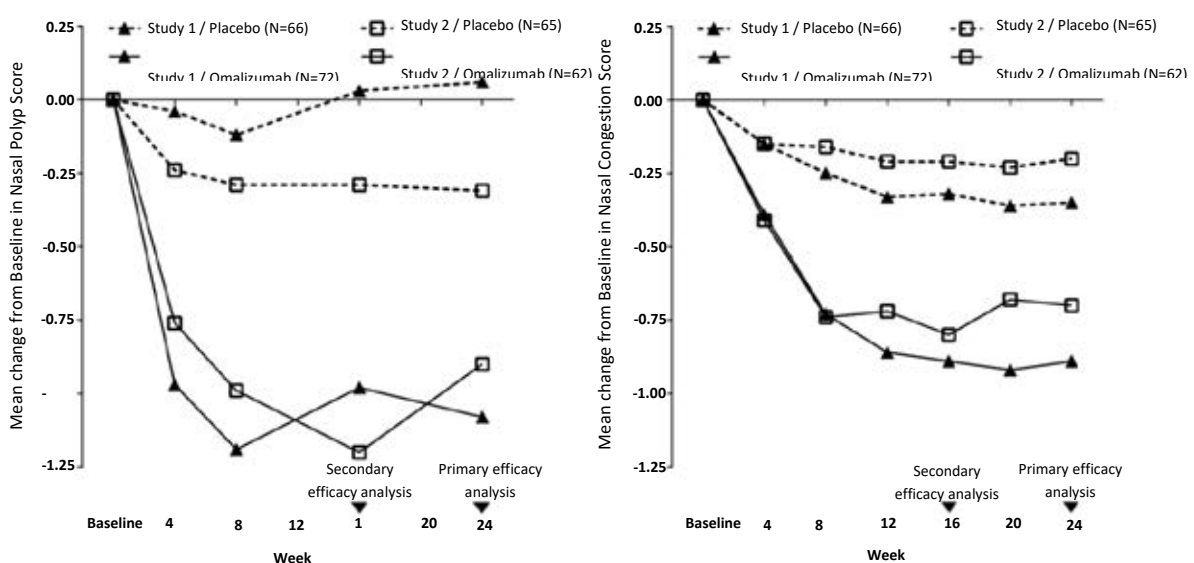 Mean change from Baseline in Nasal Polyp Score
0.25
0.00
-0.25
-0.50
-0.75
-
-1.25
Study 1 / Placebo (N=66)
Study 2 / Placebo (N=65)
Study 1 / Omalizumab (N=72)
Study 2 / Omalizumab (N=62)
Secondary
efficacy analysis
Primary efficacy
analysis
Baseline 4 8 12 1 20 24
Week
Mean change from Baseline in Nasal Congestion Score
0.25
0.00
-0.25
-0.50
-0.75
-1.00
-1.25
Study 1 / Placebo (N=66)
Study 2 / Placebo (N=65)
Study 1 / Omalizumab (N=72)
Study 2 / Omalizumab (N=62)
Secondary
efficacy analysis
Primary efficacy
analysis
Baseline 4 8 12 16 20 24
Week